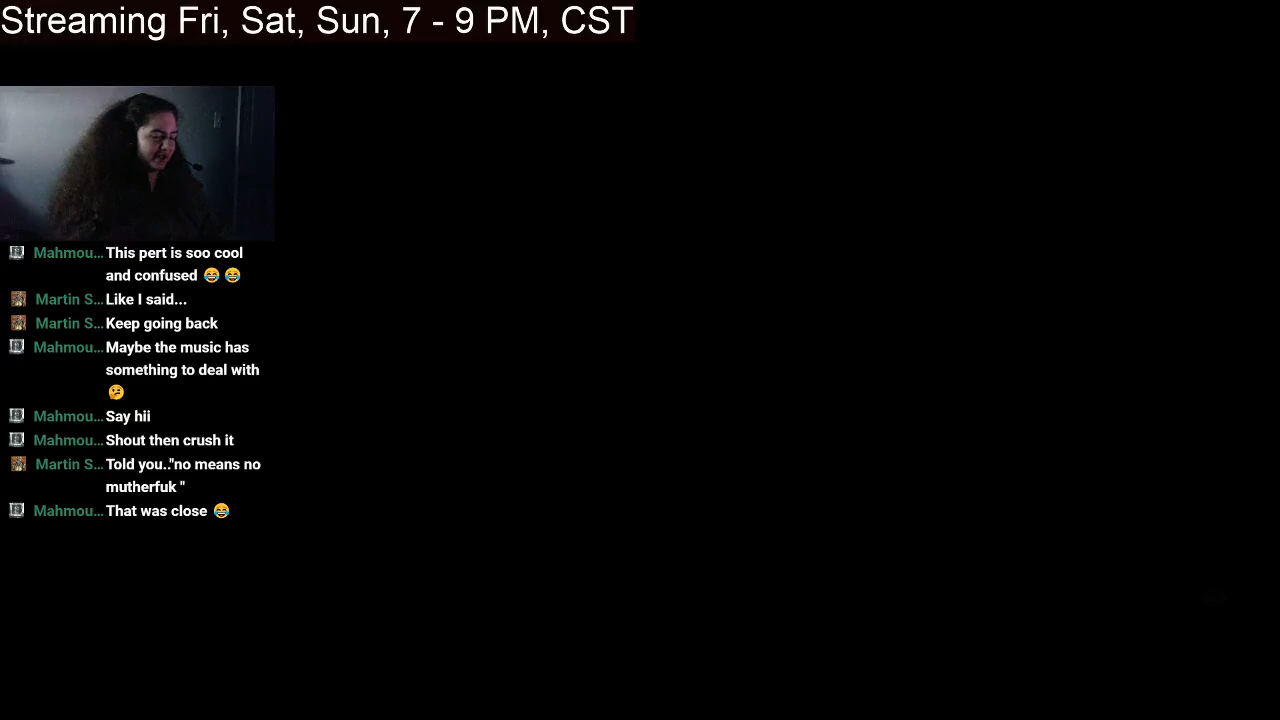 Streaming Fri, Sat, Sun, 7 - 9 PM, CST
Mahmou... This pert is soo cool
and confused 😂 😂
Martin S... Like I said...
Martin S... Keep going back
Mahmou... Maybe the music has
something to deal with
🤔
Mahmou... Say hii
Mahmou... Shout then crush it
Martin S... Told you.."no means no
mutherfuk "
Mahmou... That was close 😂